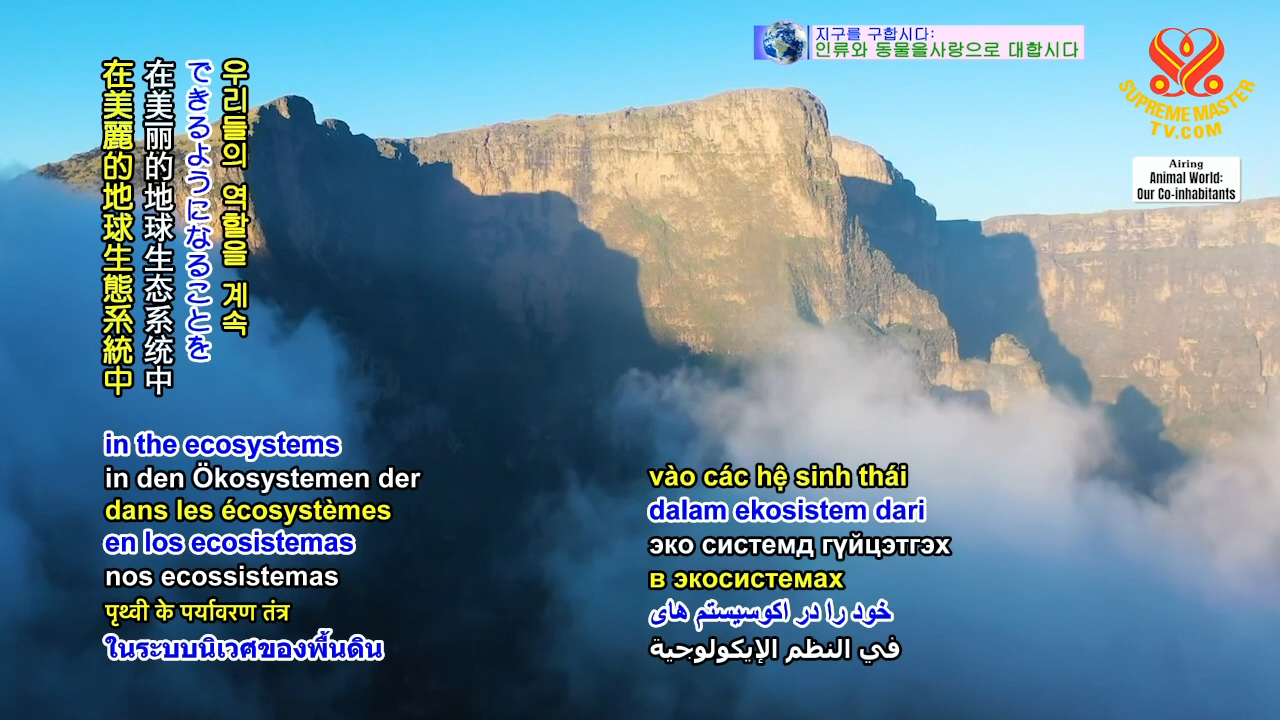 지구를 구합시다:
인류와 동물을사랑으로 대합시다
SUPREME MASTER
TV.COM
Airing
Animal World:
Our Co-inhabitants
우리들의 역할을 계속
できるようになることを
在美丽的地球生态系统中
在美麗的地球生態系統中
in the ecosystems
in den Ökosystemen der
dans les écosystèmes
en los ecosistemas
nos ecossistemas
पृथ्वी के पर्यावरण तंत्र
ในระบบนิเวศของพื้นดิน
vào các hệ sinh thái
dalam ekosistem dari
эко системд гүйцэтгэх
в экосистемах
خود را در اکوسیستم های
في النظم الإيكولوجية